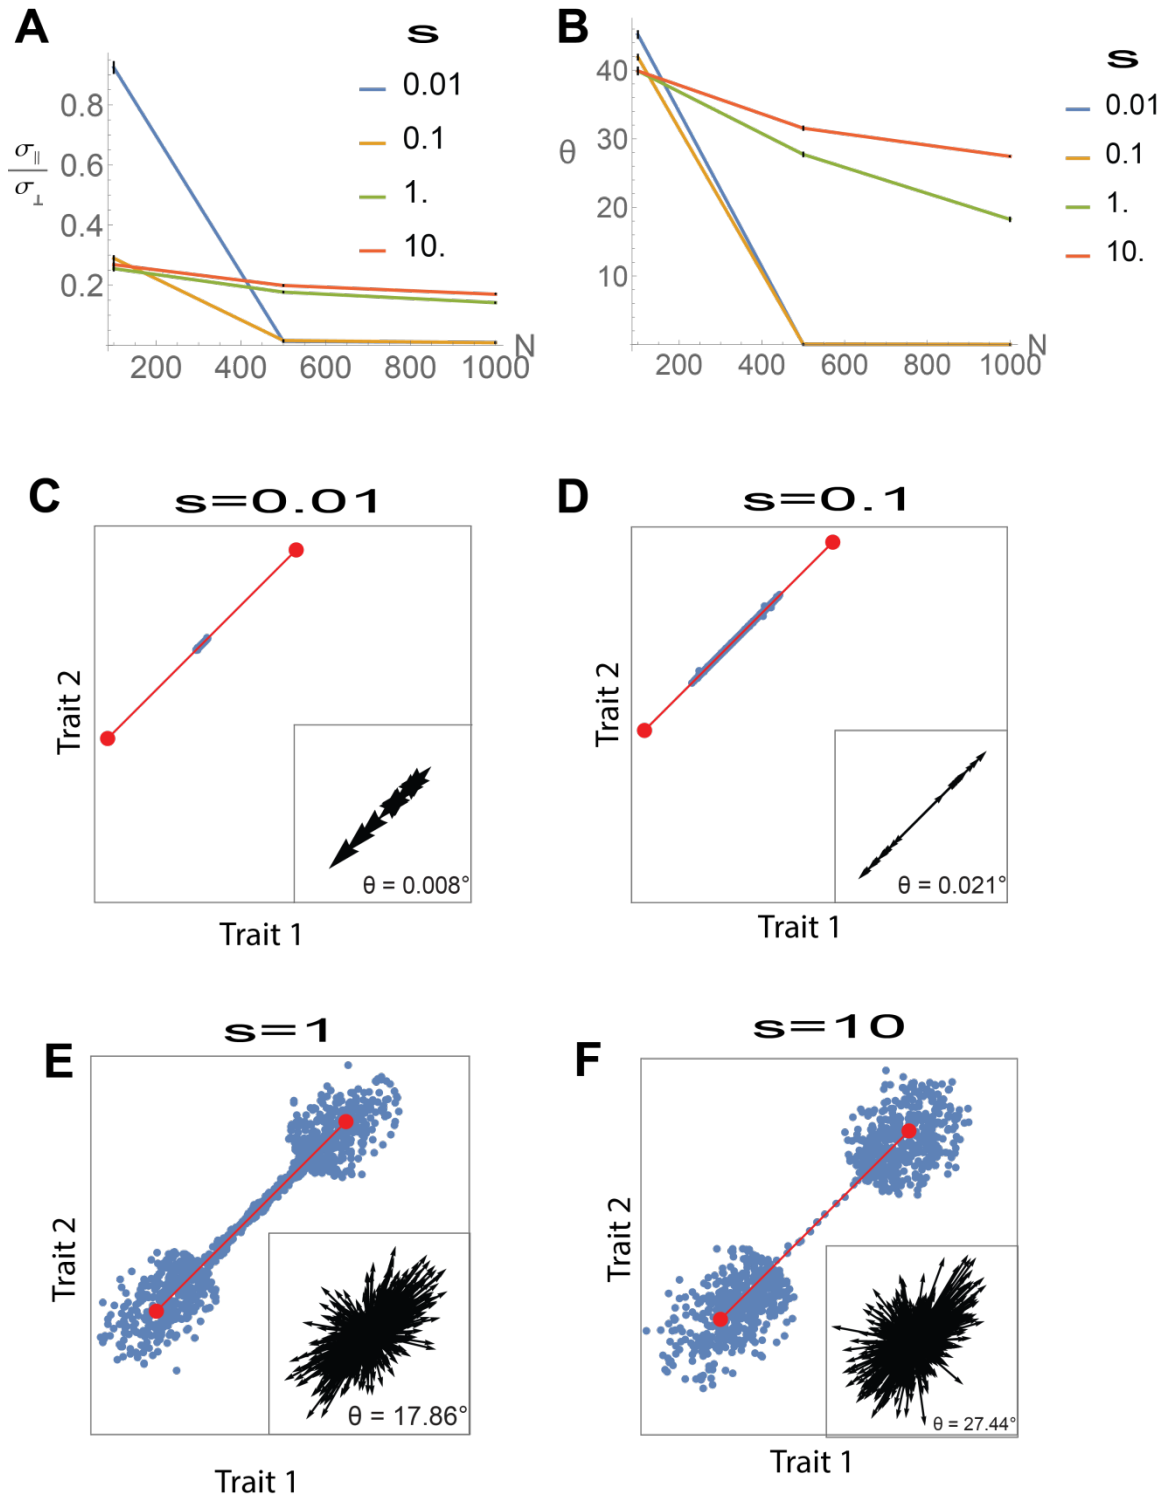 A
s
0.01
0.1
1.
10.
σ∥
σ⊥
0.8
0.6
0.4
0.2
200 400 600 800 1000
N
B
s
0.01
0.1
1.
10.
θ
40
30
20
10
200 400 600 800 1000
N
C
s=0.01
Trait 2
θ = 0.008°
Trait 1
D
s=0.1
Trait 2
θ = 0.021°
Trait 1
E
s=1
Trait 2
θ = 17.86°
Trait 1
F
s=10
Trait 2
θ = 27.44°
Trait 1